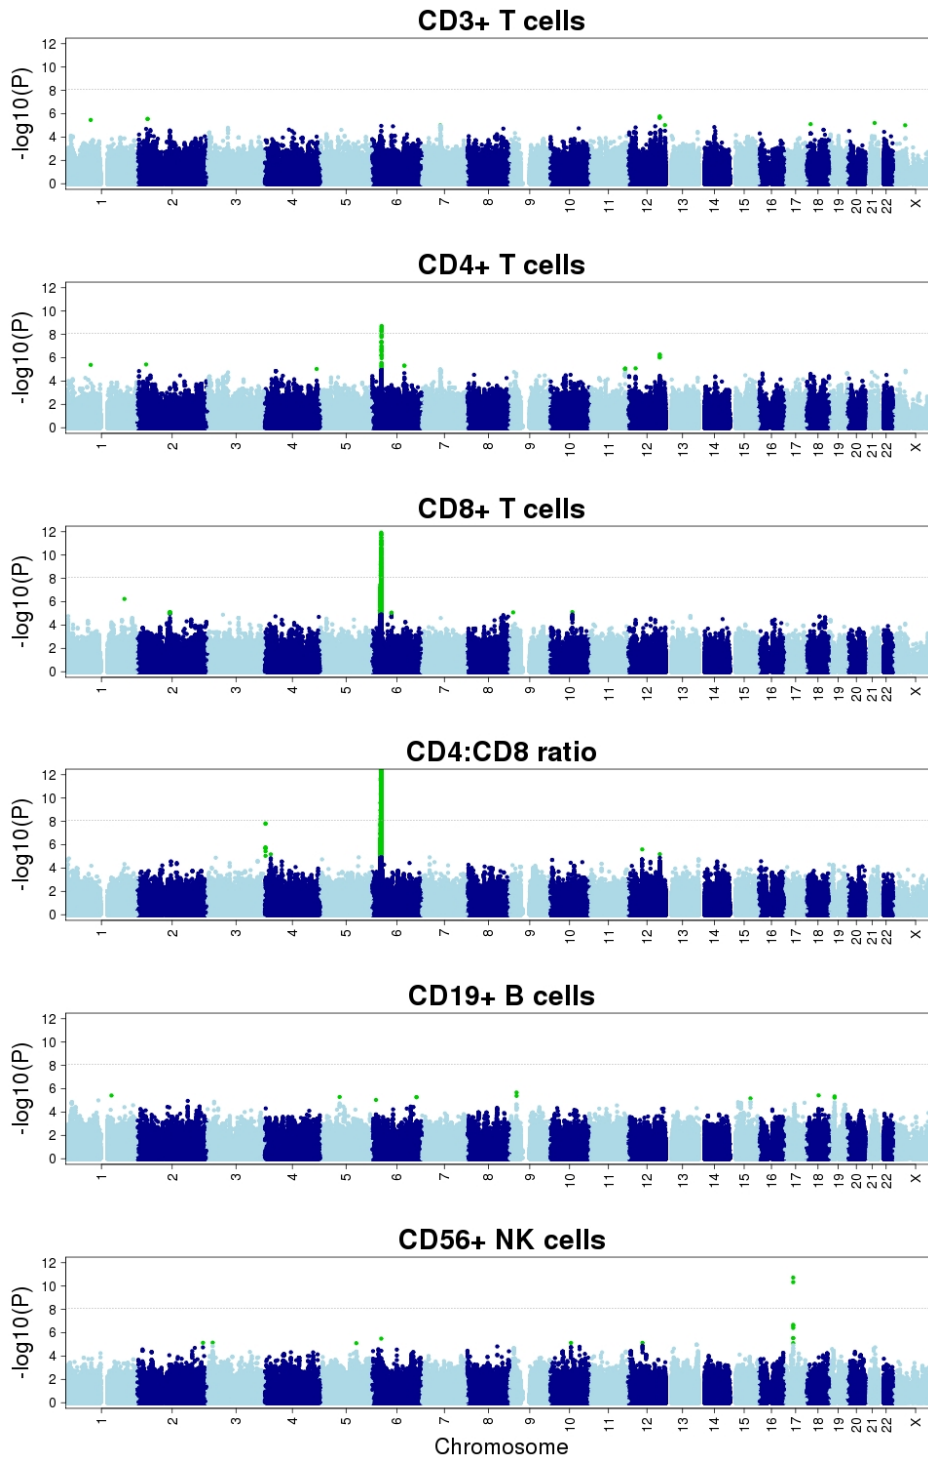 CD3+ T cells
-log10(P)
12
10
8
6
4
2
0
1 2 3 4 5 6 7 8 9 10 11 12 13 14 15 16 17 18 19 20 21 22 X
CD4+ T cells
-log10(P)
12
10
8
6
4
2
0
1 2 3 4 5 6 7 8 9 10 11 12 13 14 15 16 17 18 19 20 21 22 X
CD8+ T cells
-log10(P)
12
10
8
6
4
2
0
1 2 3 4 5 6 7 8 9 10 11 12 13 14 15 16 17 18 19 20 21 22 X
CD4:CD8 ratio
-log10(P)
12
10
8
6
4
2
0
1 2 3 4 5 6 7 8 9 10 11 12 13 14 15 16 17 18 19 20 21 22 X
CD19+ B cells
-log10(P)
12
10
8
6
4
2
0
1 2 3 4 5 6 7 8 9 10 11 12 13 14 15 16 17 18 19 20 21 22 X
CD56+ NK cells
-log10(P)
12
10
8
6
4
2
0
1 2 3 4 5 6 7 8 9 10 11 12 13 14 15 16 17 18 19 20 21 22 X
Chromosome